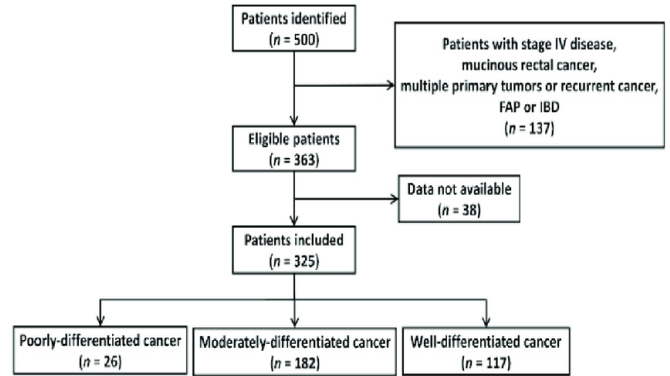 Patients identified
(n = 500)
Patients with stage IV disease,
mucinous rectal cancer,
multiple primary tumors or recurrent cancer,
FAP or IBD
(n = 137)
Eligible patients
(n = 363)
Data not available
(n = 38)
Patients included
(n = 325)
Poorly-differentiated cancer
(n = 26)
Moderately-differentiated cancer
(n = 182)
Well-differentiated cancer
(n = 117)